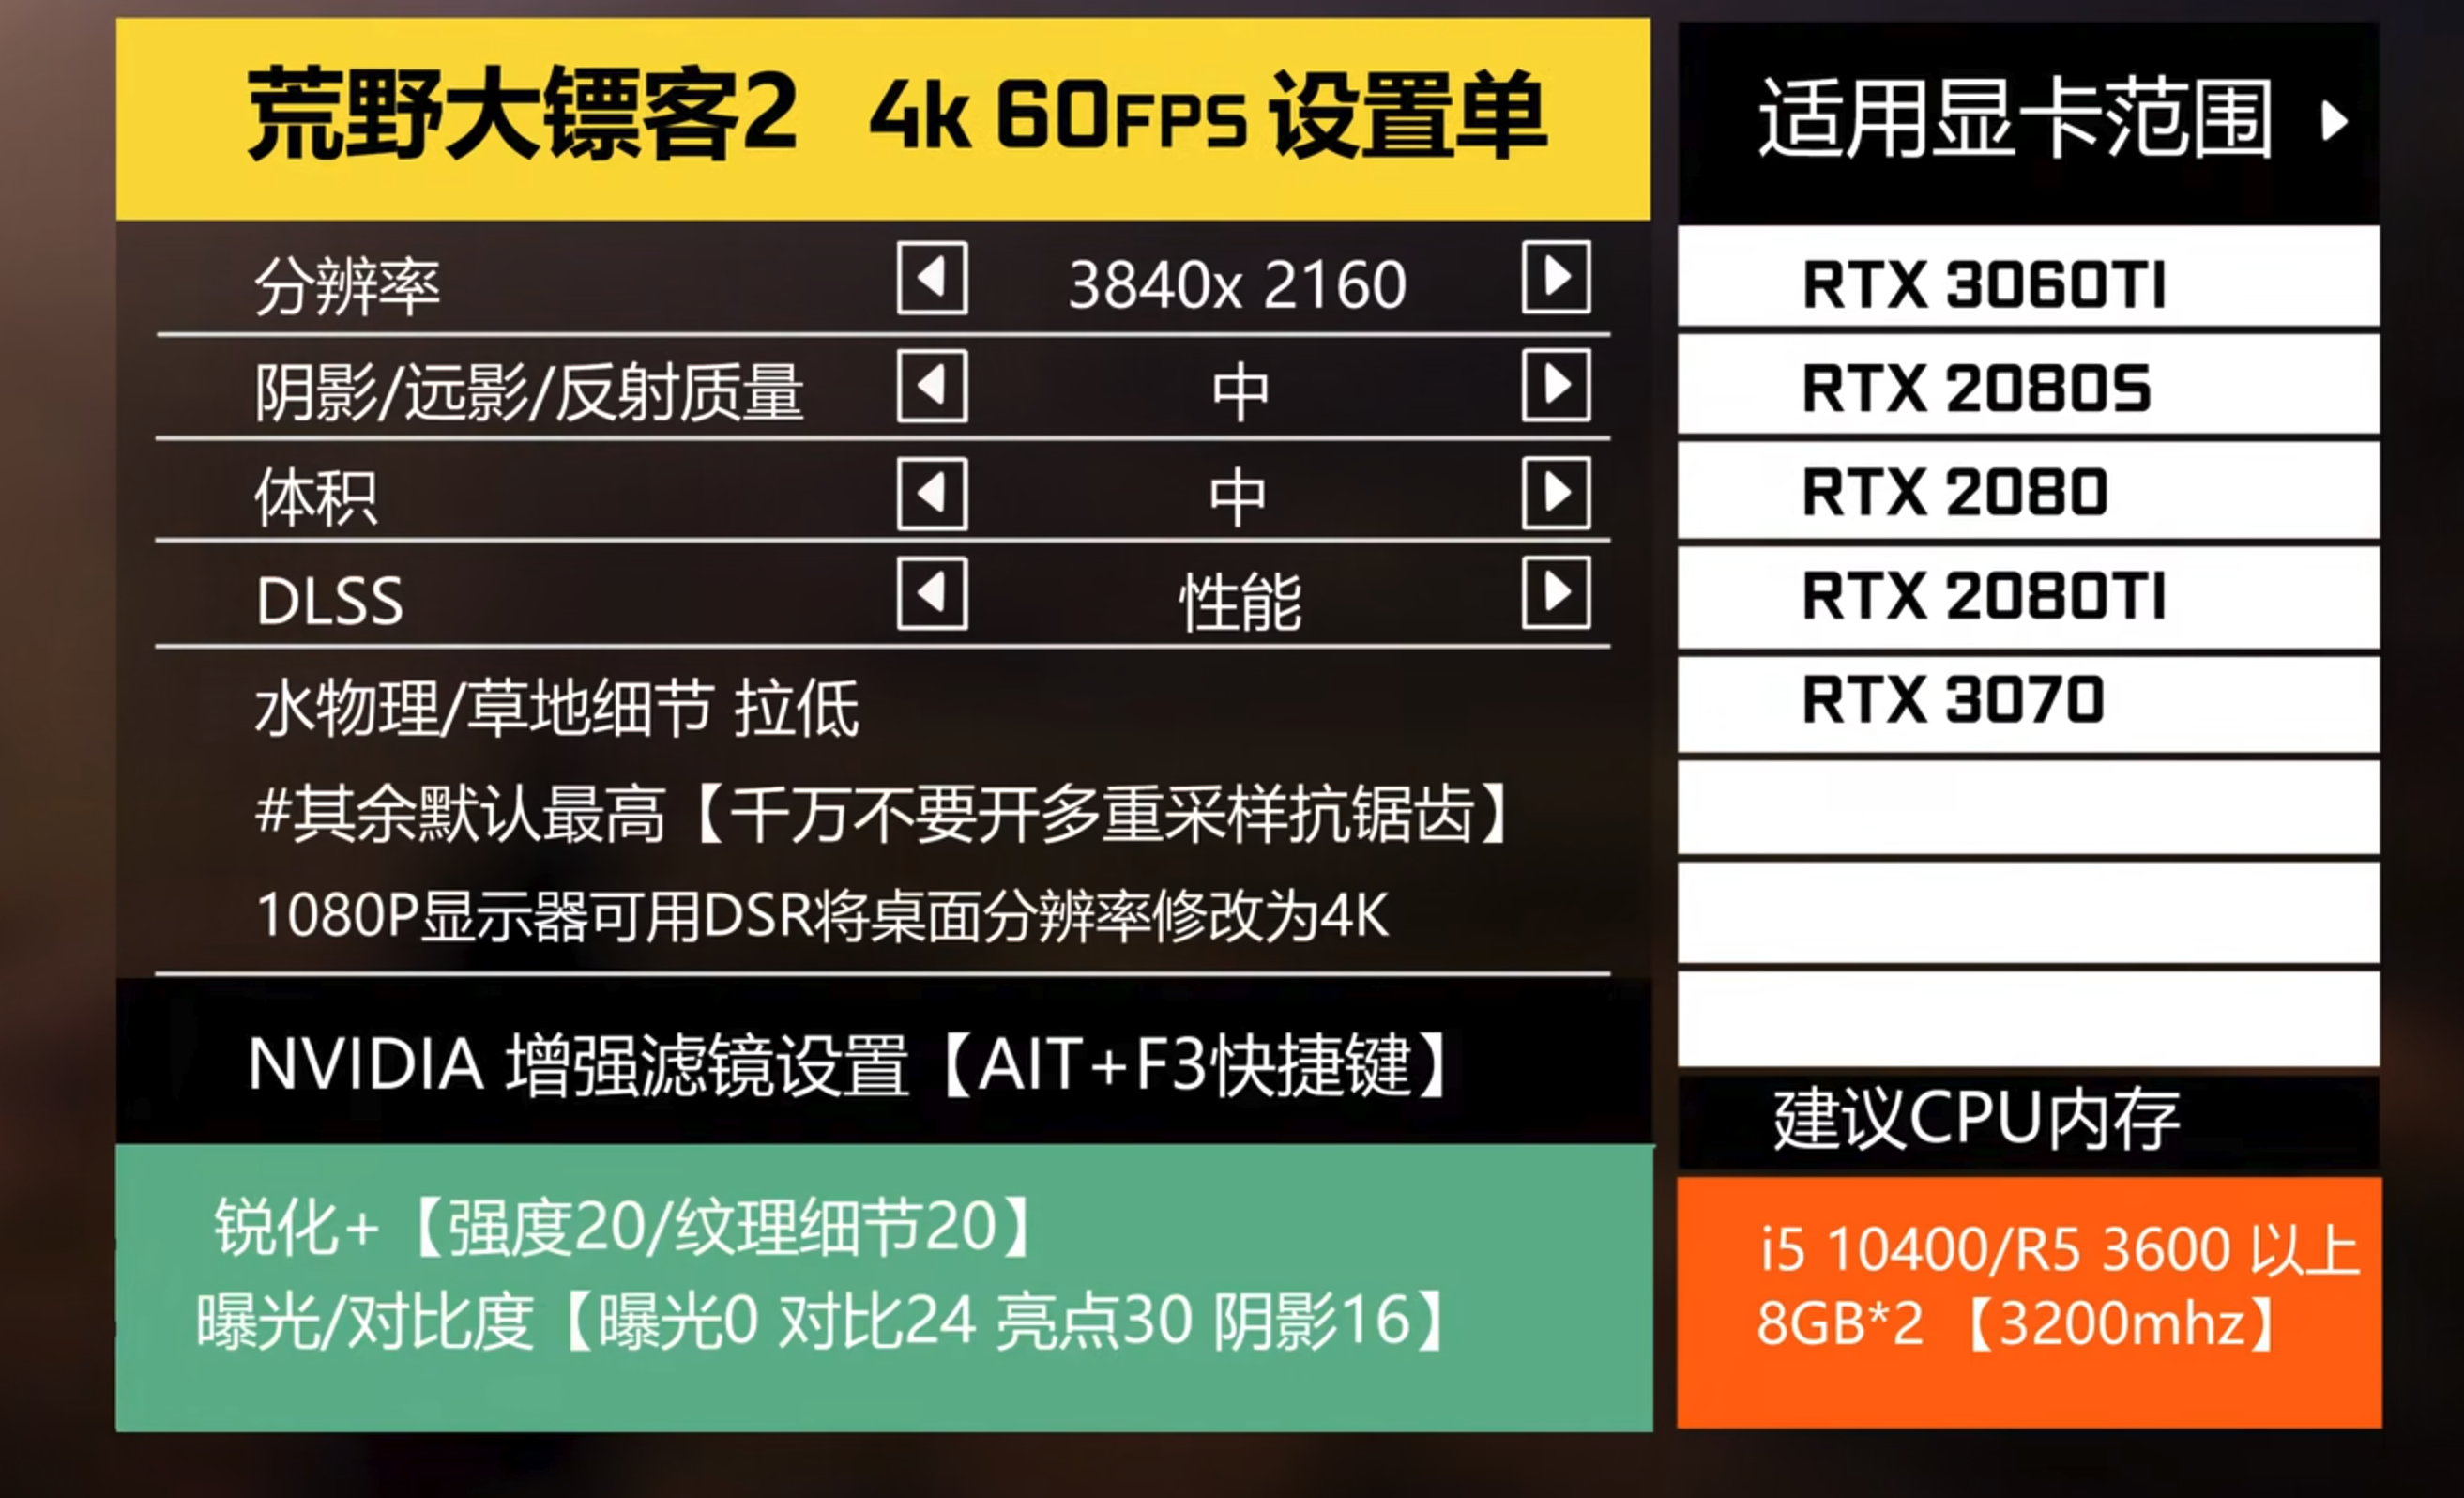 荒野大镖客2 4k 60FPS 设置单
分辨率 3840x 2160
阴影/远影/反射质量 中
体积 中
DLSS 性能
水物理/草地细节 拉低
#其余默认最高【千万不要开多重采样抗锯齿】
1080P显示器可用DSR将桌面分辨率修改为4K
NVIDIA 增强滤镜设置【AIT+F3快捷键】
锐化+【强度20/纹理细节20】
曝光/对比度【曝光0 对比24 亮点30 阴影16】
适用显卡范围
RTX 3060TI
RTX 2080S
RTX 2080
RTX 2080TI
RTX 3070
建议CPU内存
i5 10400/R5 3600 以上
8GB*2 【3200mhz】